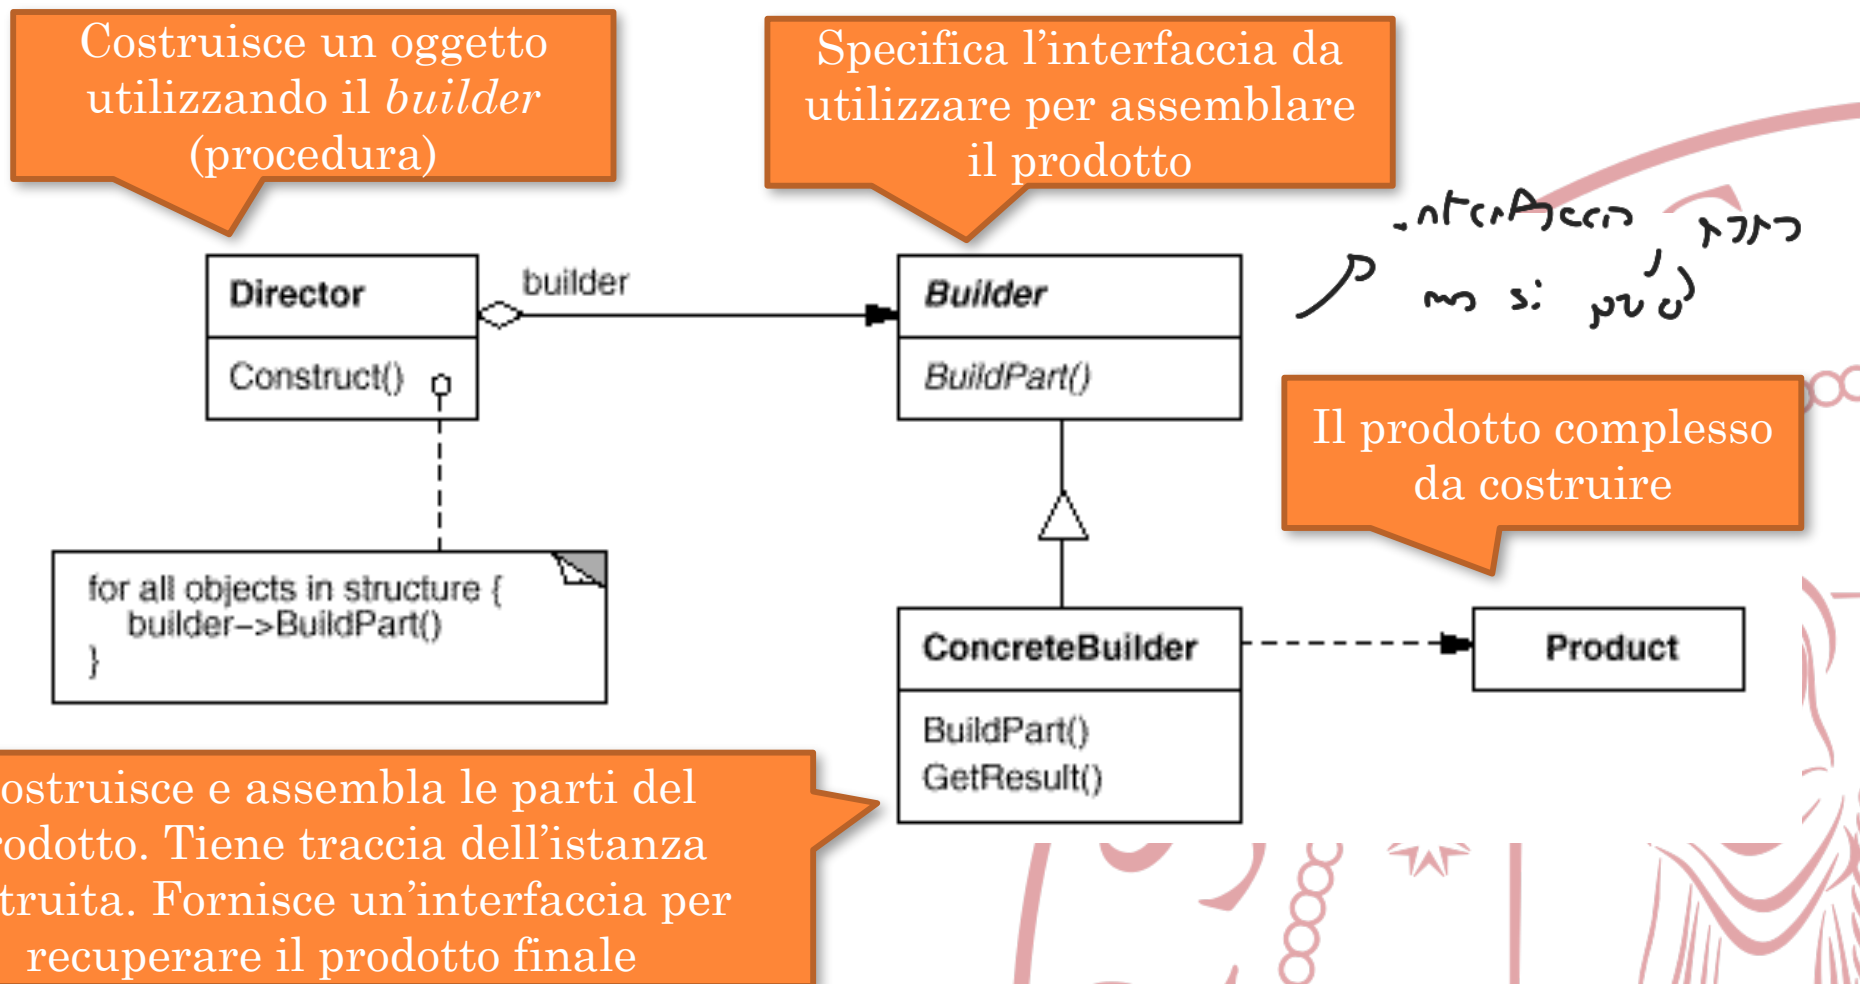 Costruisce un oggetto
utilizzando il builder
(procedura)
Specifica l’interfaccia da
utilizzare per assemblare
il prodotto
Director
Construct()
builder
Builder
BuildPart()
Il prodotto complesso
da costruire
for all objects in structure {
builder–>BuildPart()
}
ConcreteBuilder
BuildPart()
GetResult()
Product
ostruisce e assembla le parti del
rodotto. Tiene traccia dell’istanza
truita. Fornisce un’interfaccia per
recuperare il prodotto finale